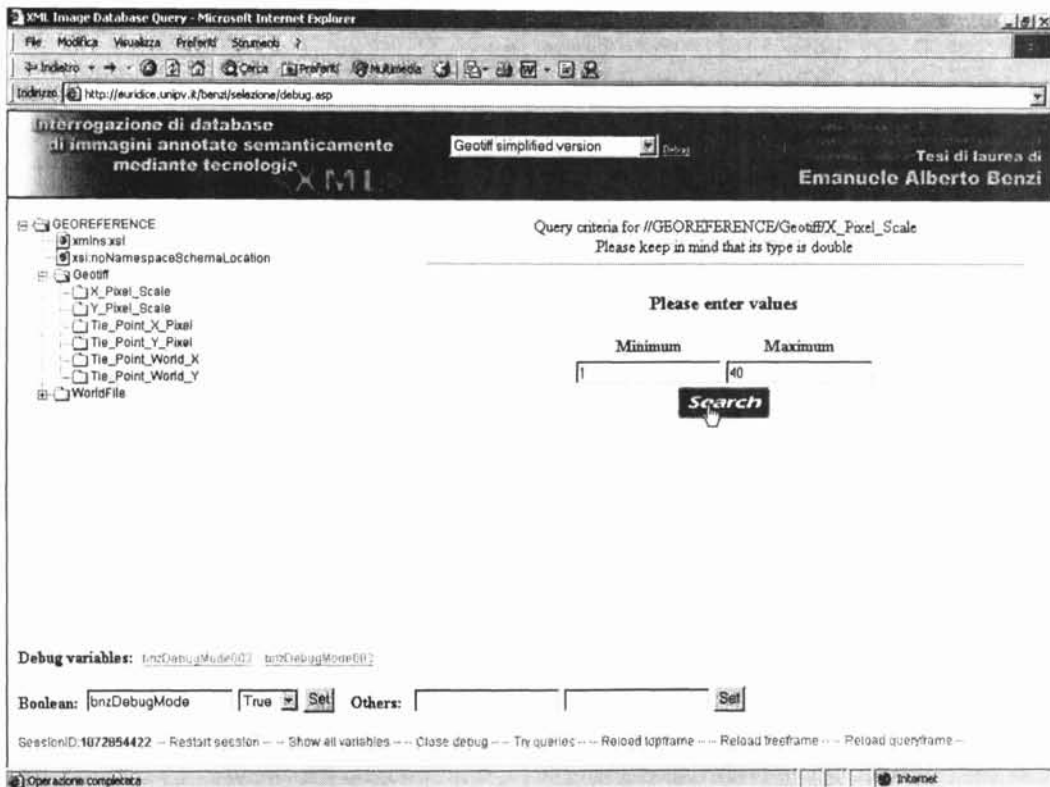 XML Image Database Query - Microsoft Internet Explorer
File Modifica Visualizza Preferiti Strumenti ?
Indietro Cerca Preferiti Multimedia
Indirizzo http://euridice.unipv.it/benzi/selezione/debug.asp
Interrogazione di database
di immagini annotate semanticamente
mediante tecnologia
XML
Geotiff simplified version Debug
Tesi di laurea di
Emanuele Alberto Benzi
GEOREFERENCE
xmlns:xsi
xsi:noNamespaceSchemaLocation
Geotiff
X_Pixel_Scale
Y_Pixel_Scale
Tie_Point_X_Pixel
Tie_Point_Y_Pixel
Tie_Point_World_X
Tie_Point_World_Y
WorldFile
Query criteria for //GEOREFERENCE/Geotiff/X_Pixel_Scale
Please keep in mind that its type is double
Please enter values
Minimum Maximum
1 40
Search
Debug variables:
Boolean: bnzDebugMode True Set Others: Set
SessionID:1072854422 -- Restart session -- -- Show all variables -- -- Close debug -- -- Try queries -- -- Reload topframe -- -- Reload treeframe -- -- Reload queryframe --
Operazione completata Internet